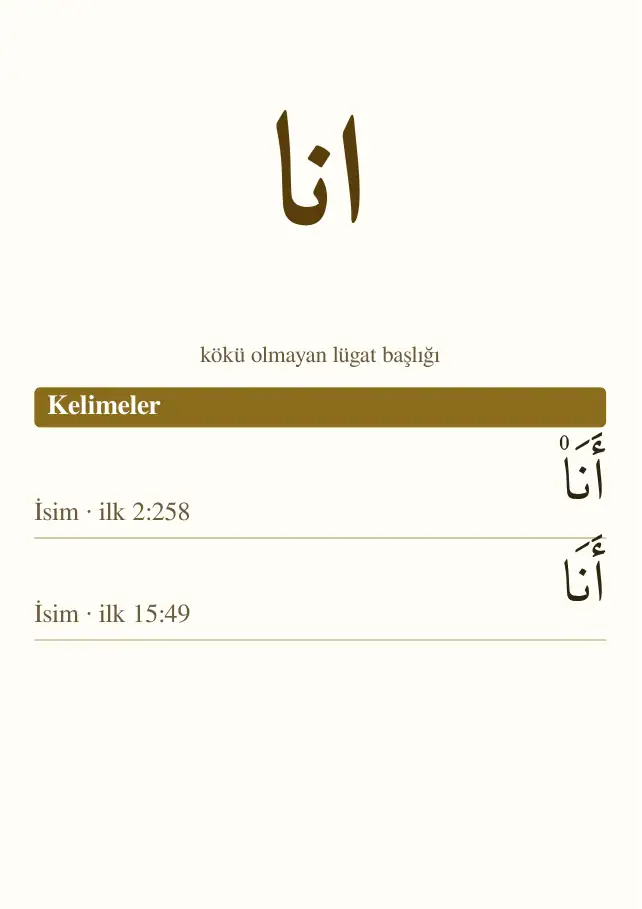 انا
kökü olmayan lügat başlığı
Kelimeler
أَنَا۠
İsim · ilk 2:258
أَنَا
İsim · ilk 15:49